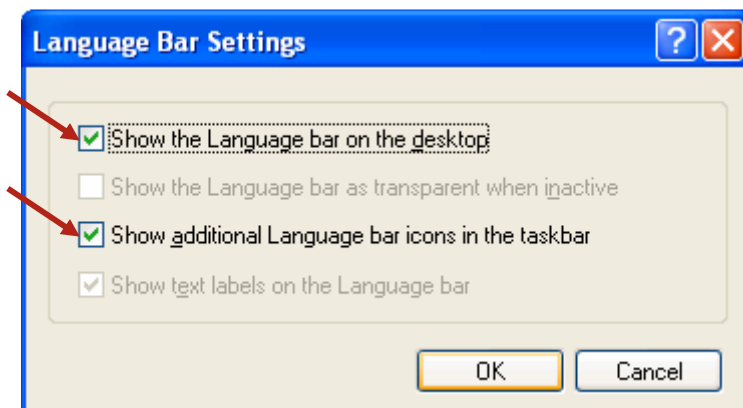 Language Bar Settings
Show the Language bar on the desktop
Show the Language bar as transparent when inactive
Show additional Language bar icons in the taskbar
Show text labels on the Language bar
OK Cancel